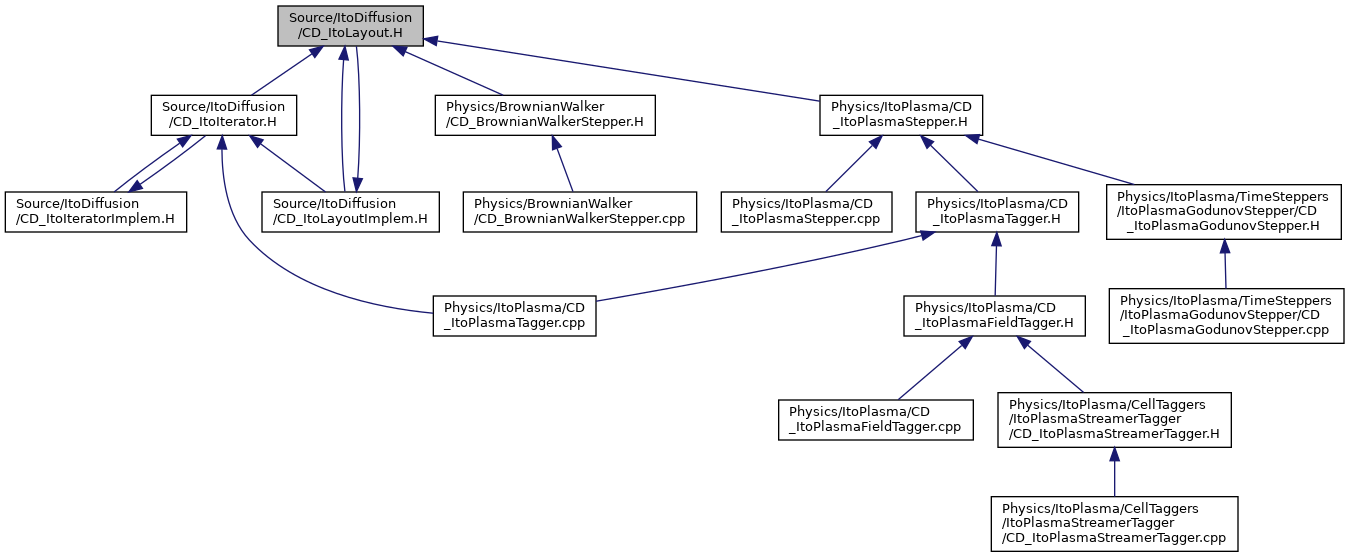 Source/ItoDiffusion
/CD_ItoLayout.H
Source/ItoDiffusion
/CD_ItoIterator.H
Physics/BrownianWalker
/CD_BrownianWalkerStepper.H
Physics/ItoPlasma/CD
_ItoPlasmaStepper.H
Source/ItoDiffusion
/CD_ItoIteratorImplem.H
Source/ItoDiffusion
/CD_ItoLayoutImplem.H
Physics/BrownianWalker
/CD_BrownianWalkerStepper.cpp
Physics/ItoPlasma/CD
_ItoPlasmaStepper.cpp
Physics/ItoPlasma/CD
_ItoPlasmaTagger.H
Physics/ItoPlasma/TimeSteppers
/ItoPlasmaGodunovStepper/CD
_ItoPlasmaGodunovStepper.H
Physics/ItoPlasma/CD
_ItoPlasmaTagger.cpp
Physics/ItoPlasma/CD
_ItoPlasmaFieldTagger.H
Physics/ItoPlasma/TimeSteppers
/ItoPlasmaGodunovStepper/CD
_ItoPlasmaGodunovStepper.cpp
Physics/ItoPlasma/CD
_ItoPlasmaFieldTagger.cpp
Physics/ItoPlasma/CellTaggers
/ItoPlasmaStreamerTagger
/CD_ItoPlasmaStreamerTagger.H
Physics/ItoPlasma/CellTaggers
/ItoPlasmaStreamerTagger
/CD_ItoPlasmaStreamerTagger.cpp